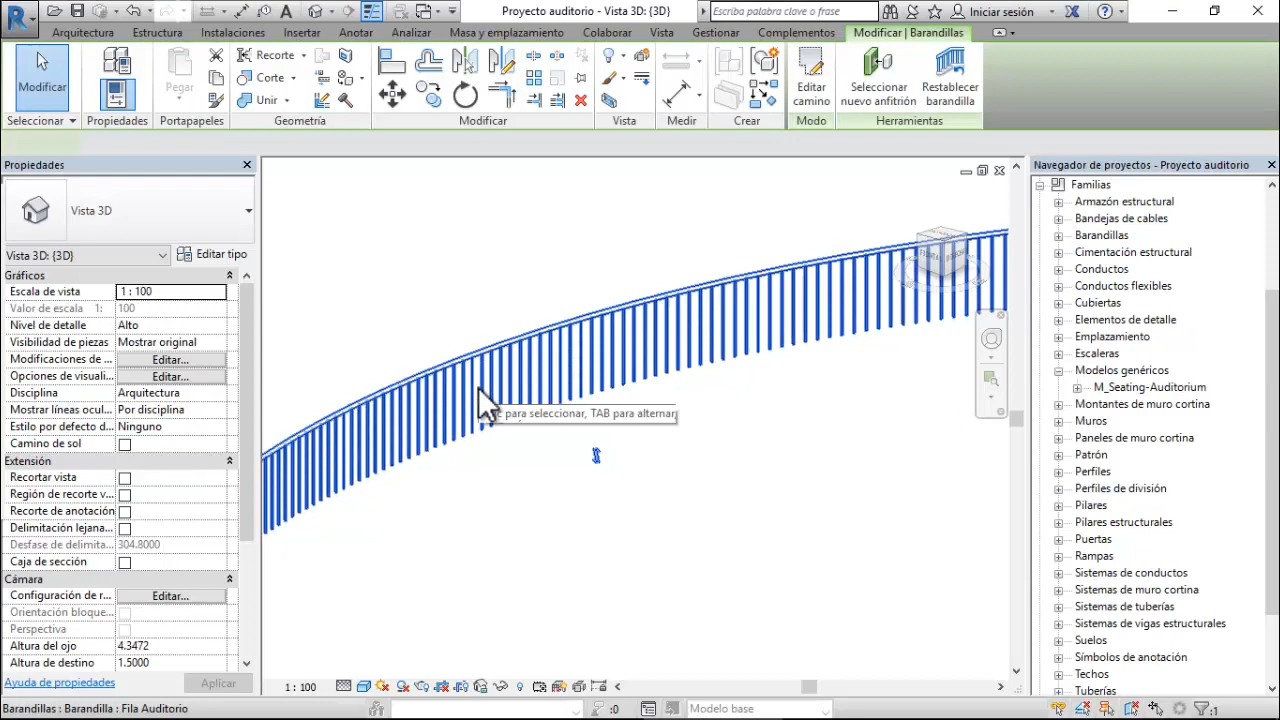 Proyecto auditorio - Vista 3D: {3D}
Escriba palabra clave o frase
Iniciar sesión
Arquitectura
Estructura
Instalaciones
Insertar
Anotar
Analizar
Masa y emplazamiento
Colaborar
Vista
Gestionar
Complementos
Modificar | Barandillas
Modificar
Pegar
Recorte
Corte
Unir
Editar
camino
Seleccionar
nuevo anfitrión
Restablecer
barandilla
Seleccionar
Propiedades
Portapapeles
Geometría
Modificar
Vista
Medir
Crear
Modo
Herramientas
Propiedades
Vista 3D
Vista 3D: {3D}
Editar tipo
Gráficos
Escala de vista 1 : 100
Valor de escala 1: 100
Nivel de detalle Alto
Visibilidad de piezas Mostrar original
Modificaciones de ... Editar...
Opciones de visuali... Editar...
Disciplina Arquitectura
Mostrar líneas ocul... Por disciplina
Estilo por defecto d... Ninguno
Camino de sol
Extensión
Recortar vista
Región de recorte v...
Recorte de anotación
Delimitación lejana...
Desfase de delimita... 304.8000
Caja de sección
Cámara
Configuración de r... Editar...
Orientación bloque...
Perspectiva
Altura del ojo 4.3472
Altura de destino 1.5000
Ayuda de propiedades
Aplicar
para seleccionar, TAB para alternar,
Navegador de proyectos - Proyecto auditorio
Familias
Armazón estructural
Bandejas de cables
Barandillas
Cimentación estructural
Conductos
Conductos flexibles
Cubiertas
Elementos de detalle
Emplazamiento
Escaleras
Modelos genéricos
M_Seating-Auditorium
Montantes de muro cortina
Muros
Paneles de muro cortina
Patrón
Perfiles
Perfiles de división
Pilares
Pilares estructurales
Puertas
Rampas
Sistemas de conductos
Sistemas de muro cortina
Sistemas de tuberías
Sistemas de vigas estructurales
Suelos
Símbolos de anotación
Techos
Tuberías
1 : 100
Barandillas : Barandilla : Fila Auditorio
:0
Modelo base
:1